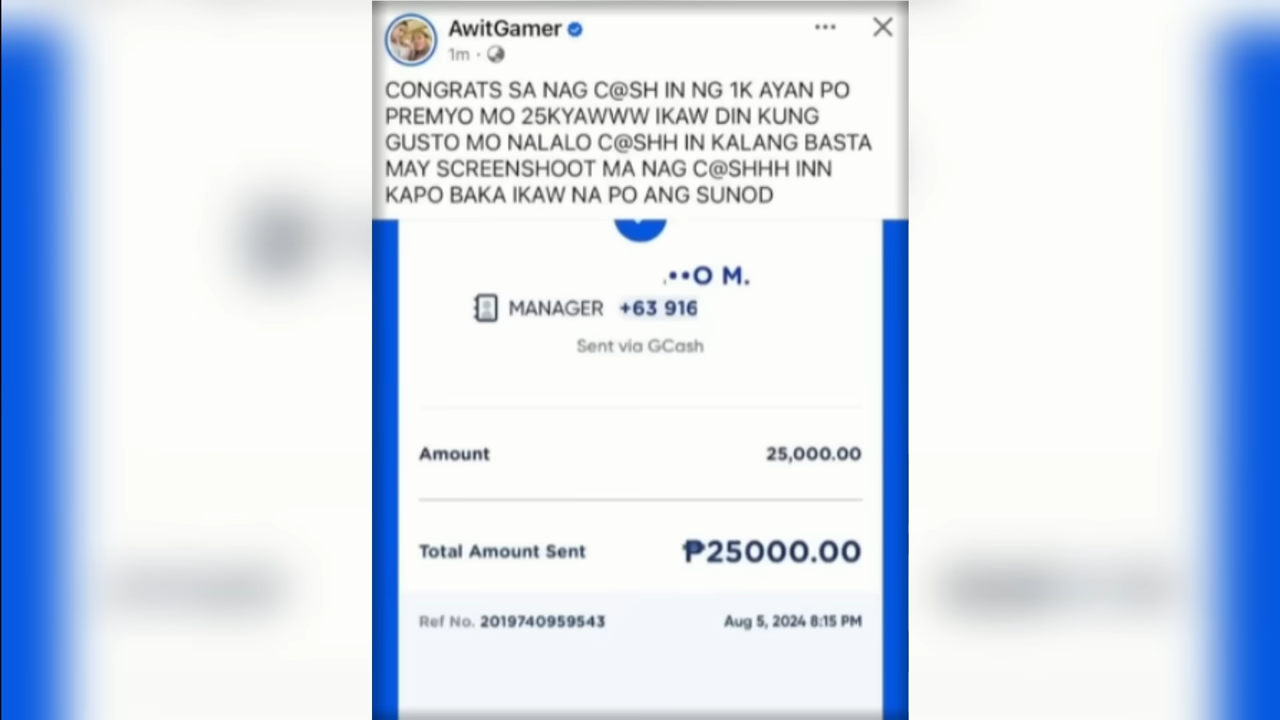 AwitGamer
1m ·
CONGRATS SA NAG C@SH IN NG 1K AYAN PO
PREMYO MO 25KYAWWW IKAW DIN KUNG
GUSTO MO NALALO C@SHH IN KALANG BASTA
MAY SCREENSHOOT MA NAG C@SHHH INN
KAPO BAKA IKAW NA PO ANG SUNOD
••O M.
MANAGER +63 916
Sent via GCash
Amount 25,000.00
Total Amount Sent ₱25000.00
Ref No. 2019740959543 Aug 5, 2024 8:15 PM